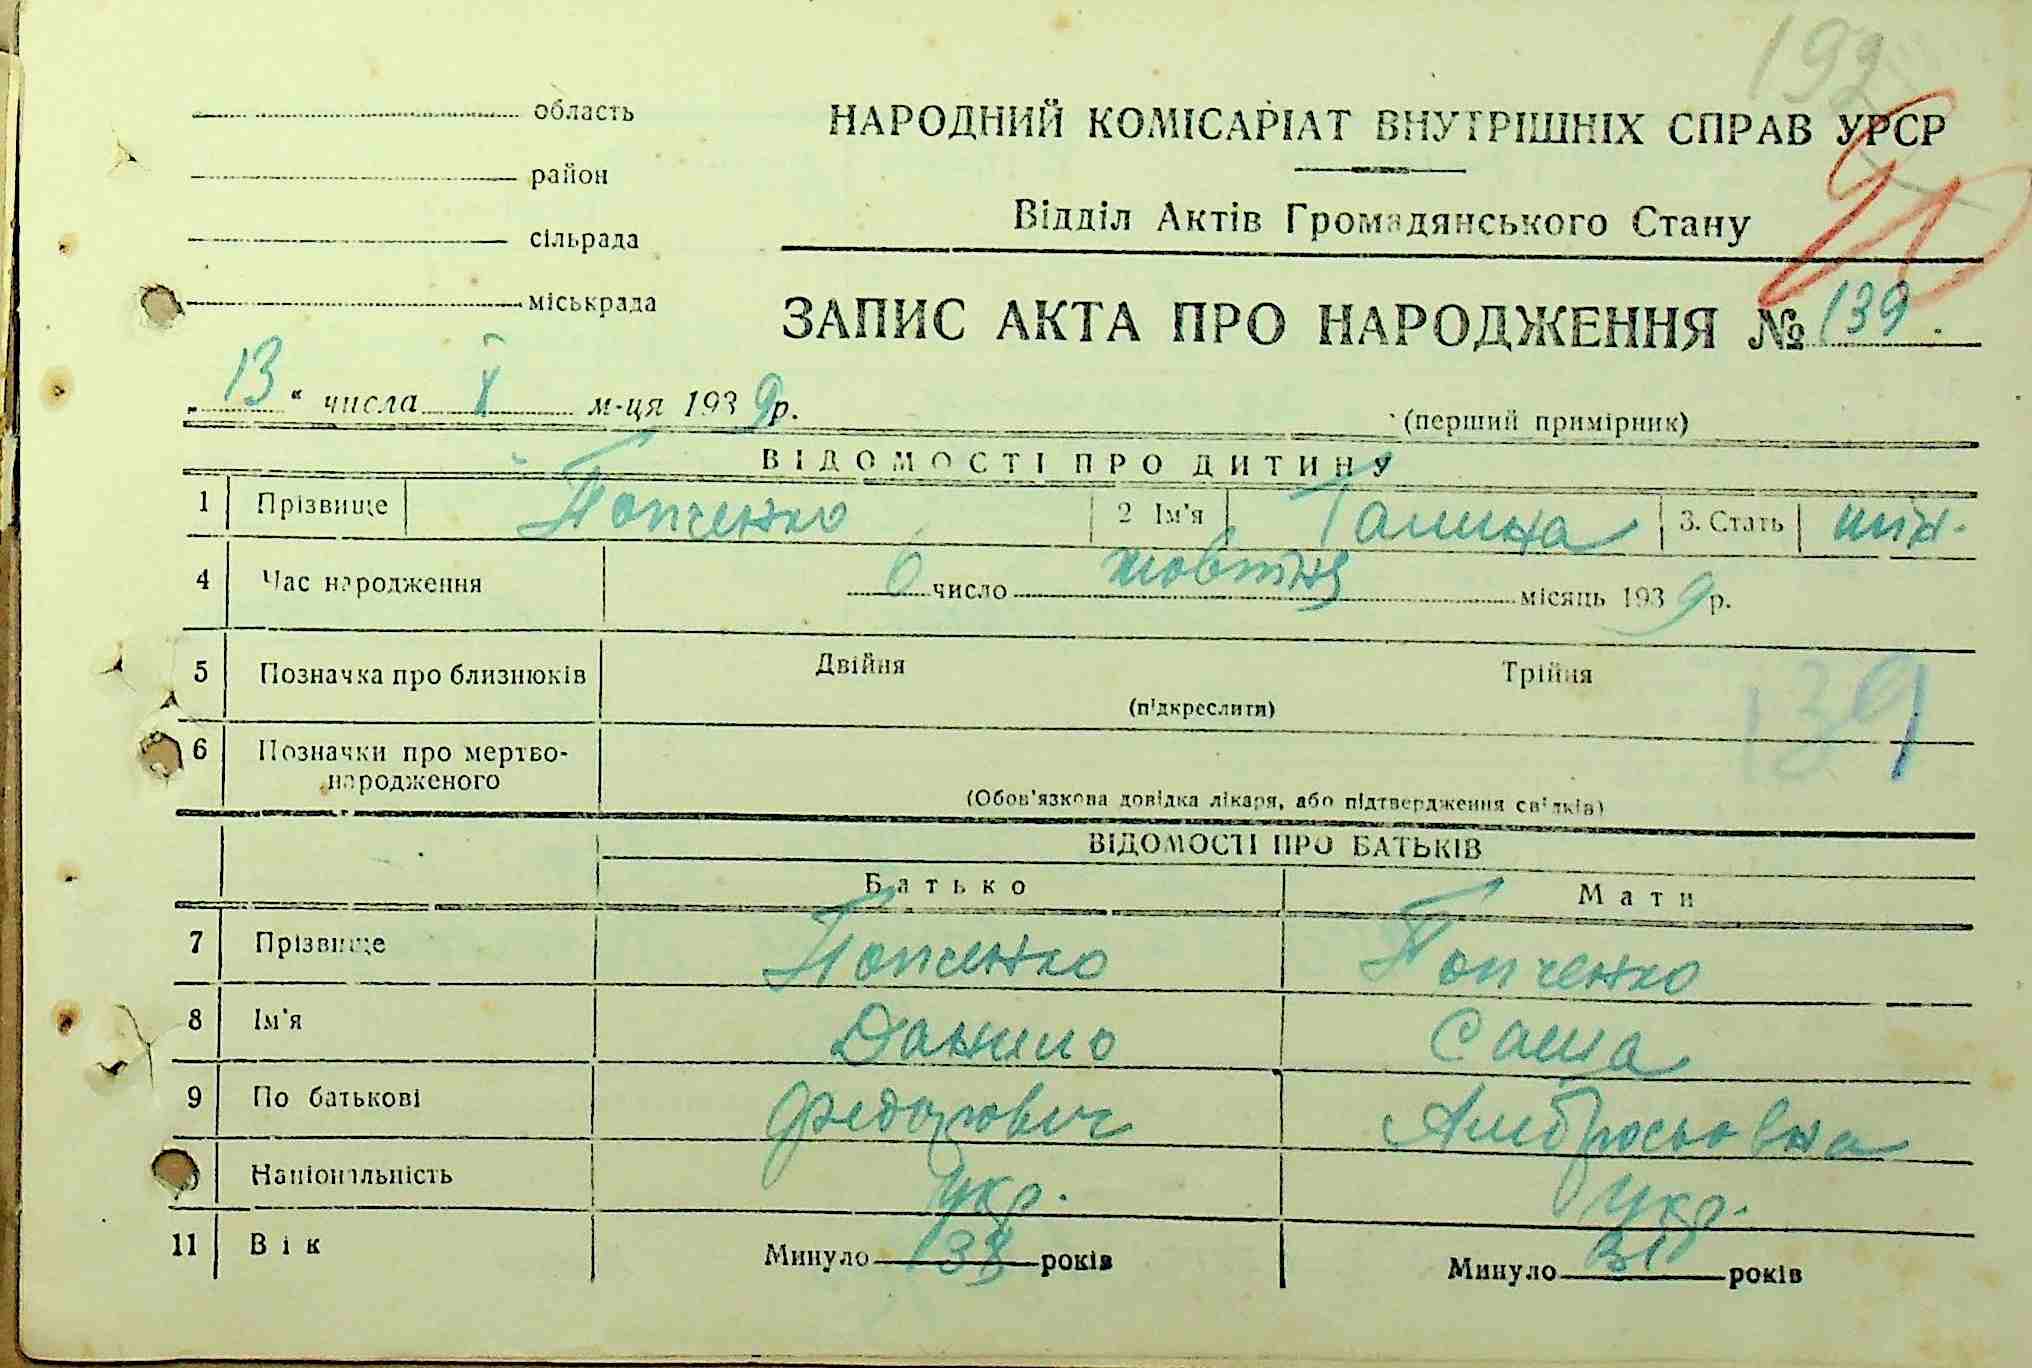 192
область
НАРОДНИЙ КОМІСАРІАТ ВНУТРІШНІХ СПРАВ УРСР
район
Відділ Актів Громадянського Стану
сільрада
міськрада
ЗАПИС АКТА ПРО НАРОДЖЕННЯ № 139
„13“ числа X м-ця 1939р.
(перший примірник)
ВІДОМОСТІ ПРО ДИТИНУ
1 Прізвище Попченко 2 Ім'я Галина 3. Стать жін.
4 Час народження 6 число жовтня місяць 1939р.
5 Позначка про близнюків Двійня Трійня
(підкреслити)
139
6 Позначки про мертво-
народженого
(Обов'язкова довідка лікаря, або підтвердження свідків)
ВІДОМОСТІ ПРО БАТЬКІВ
Батько Мати
7 Прізвище Попченко Попченко
8 Ім'я Данило Саша
9 По батькові Федорович Амбросьовна
10 Національність укр. укр.
11 Вік Минуло 38 років Минуло 31 років